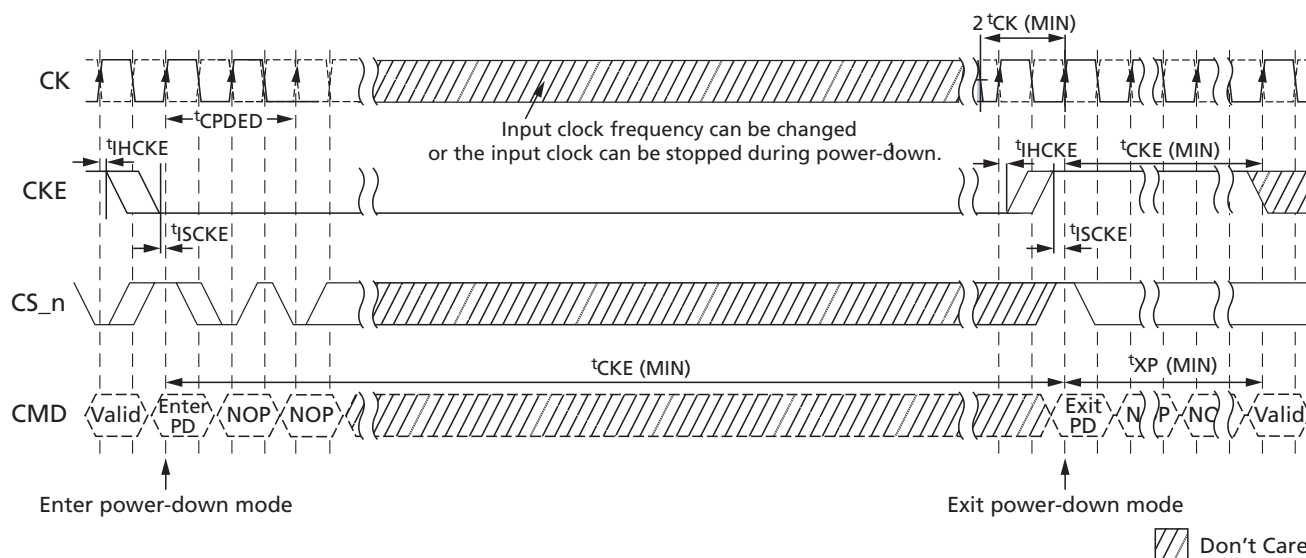 2 tCK (MIN)
CK
tCPDED
Input clock frequency can be changed
or the input clock can be stopped during power-down.1
tIHCKE
tIHCKE
tCKE (MIN)
CKE
tISCKE
tISCKE
CS_n
tCKE (MIN)
tXP (MIN)
CMD
Valid
Enter
PD
NOP
NOP
Exit
PD
N
P
NO
Valid
Enter power-down mode
Exit power-down mode
Don't Care